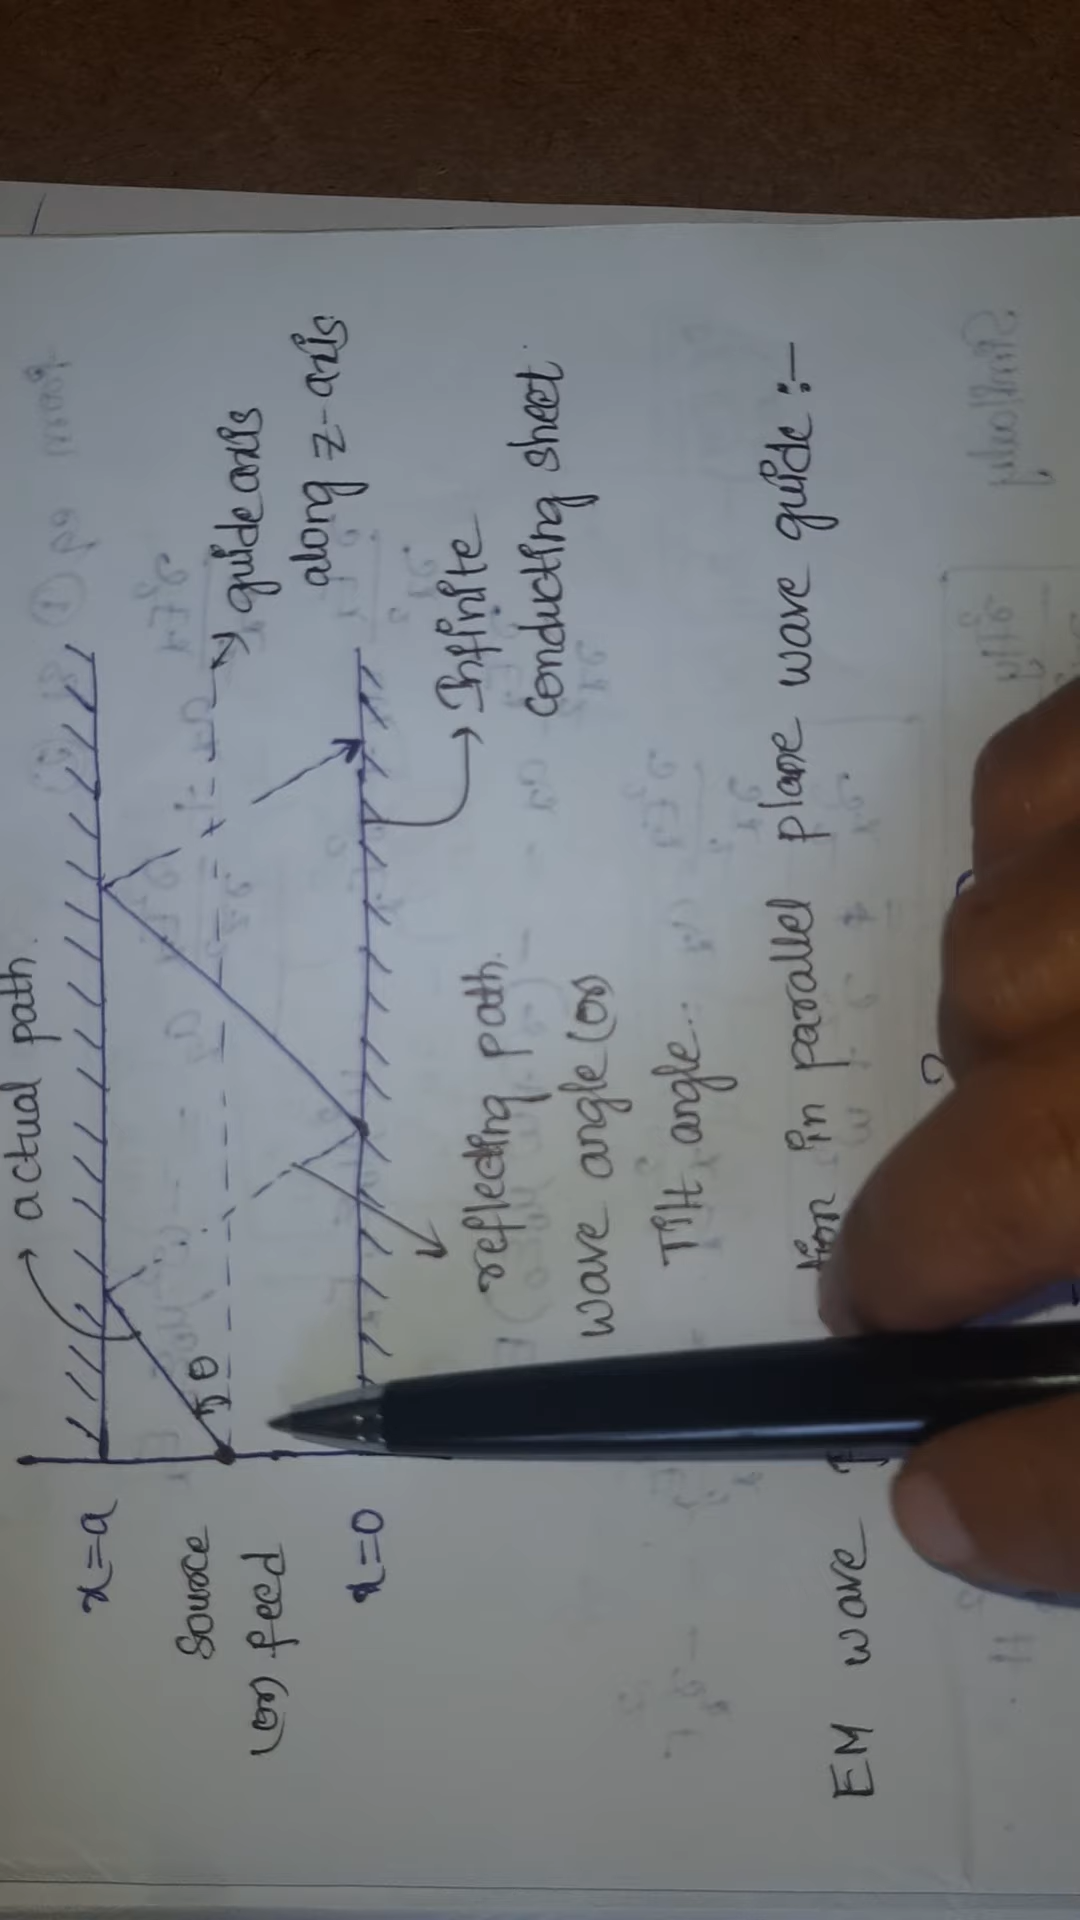 actual path.
x=a
θ
Source
(or) feed
guide axis
along z-axis
x=0
Infinite
conducting sheet.
reflecting path.
wave angle (or)
Tilt angle.
EM wave in parallel plane wave guide :-